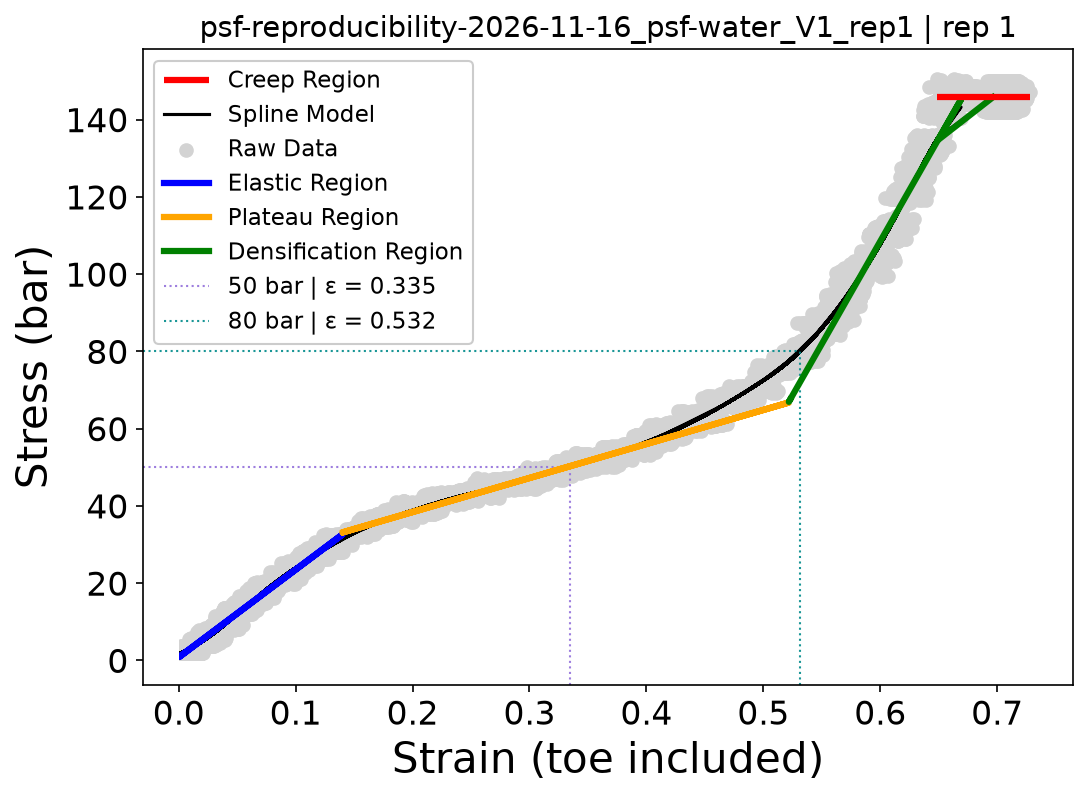 psf-reproducibility-2026-11-16_psf-water_V1_rep1 | rep 1
Creep Region
Spline Model
Raw Data
Elastic Region
Plateau Region
Densification Region
50 bar | ε = 0.335
80 bar | ε = 0.532
Stress (bar)
140
120
100
80
60
40
20
0
0.0 0.1 0.2 0.3 0.4 0.5 0.6 0.7
Strain (toe included)